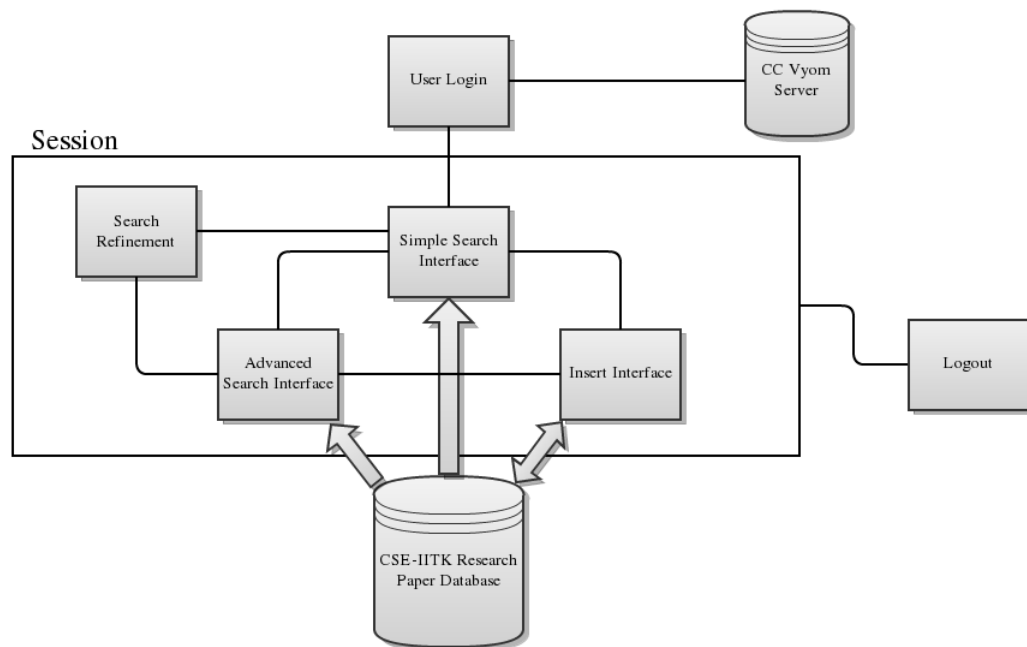 User Login
CC Vyom
Server
Session
Search
Refinement
Simple Search
Interface
Advanced
Search Interface
Insert Interface
Logout
CSE-IITK Research
Paper Database